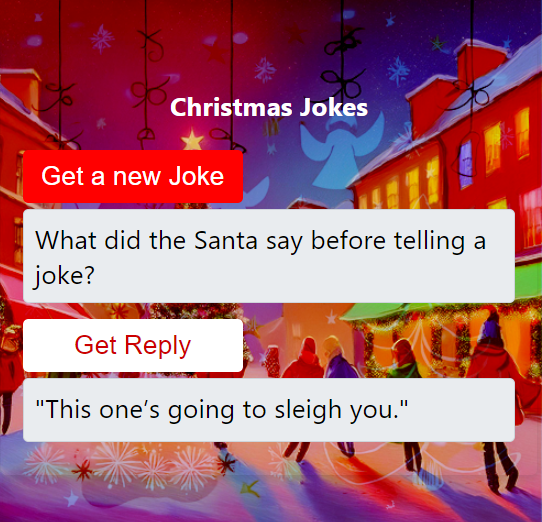 Christmas Jokes
Get a new Joke
What did the Santa say before telling a
joke?
Get Reply
"This one’s going to sleigh you."